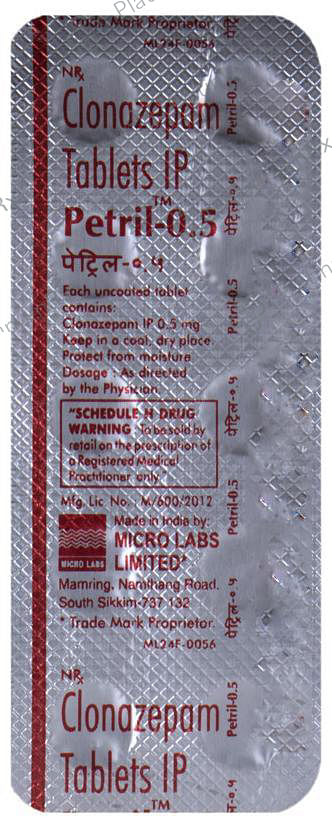 * Trade Mark Proprietor.
ML24F-0056
NRx
Clonazepam
Tablets IP
Petril-0.5™
पेट्रिल-०.५
Each uncoated tablet
contains:
Clonazepam IP 0.5 mg
Keep in a cool, dry place.
Protect from moisture
Dosage : As directed
by the Physician
"SCHEDULE H DRUG
WARNING : To be sold by
retail on the prescription of
a Registered Medical
Practitioner only."
Mfg. Lic No. M/600/2012
Made in India by:
MICRO LABS
LIMITED*
MICRO LABS
Mamring, Namthang Road,
South Sikkim-737 132
* Trade Mark Proprietor.
ML24F-0056
NRx
Clonazepam
Tablets IP
TM
Petril-0.5
पेट्रिल-०.५
Petril-0.5
पेट्रिल-०.५
Petril-0.5
पेट्रिल-०.५
Petril-0.5